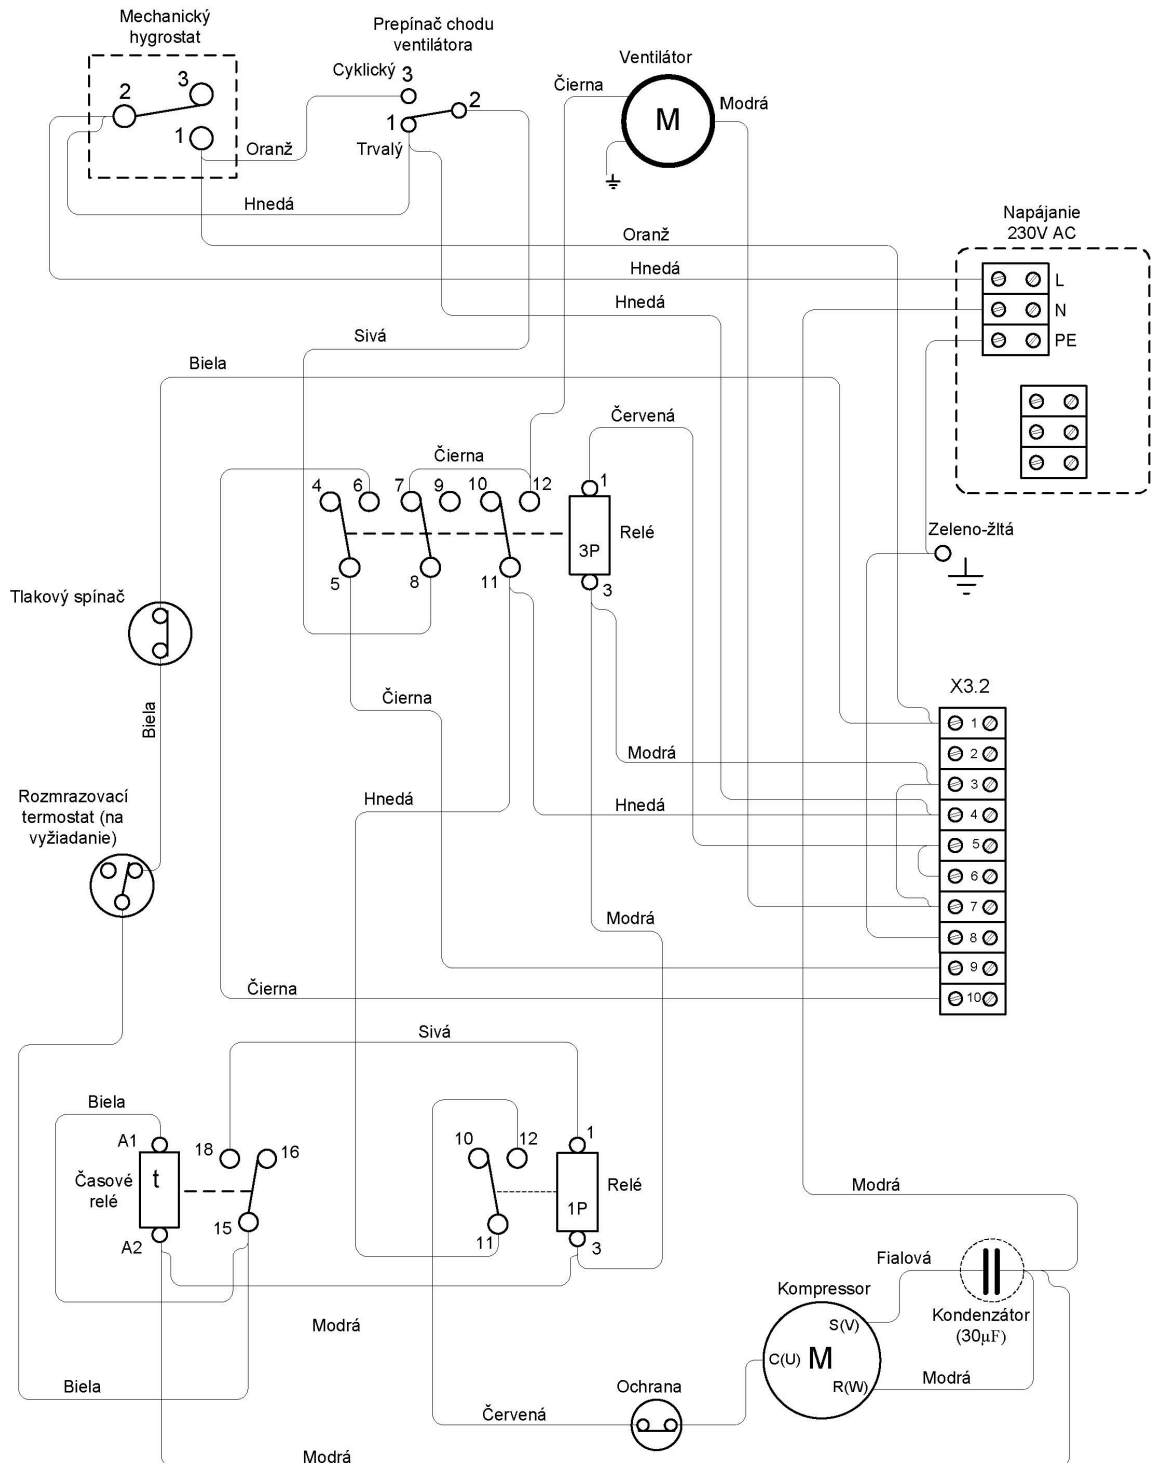 Mechanický
hygrostat
Prepínač chodu
ventilátora
Cyklický
3
2
3
1
2
1
Trvalý
Oranž
Hnedá
Ventilátor
Čierna
M
Modrá
Napájanie
230V AC
Oranž
Hnedá
Hnedá
L
N
PE
Sivá
Biela
Červená
Čierna
4
6
7
9
10
12
1
Relé
3P
3
5
8
11
Zeleno-žltá
Tlakový spínač
Čierna
Biela
X3.2
1
2
3
4
5
6
7
8
9
10
Modrá
Hnedá
Hnedá
Rozmrazovací
termostat (na
vyžiadanie)
Modrá
Čierna
Sivá
Biela
A1
t
Časové
relé
A2
18
16
15
10
12
11
1
Relé
1P
3
Modrá
Fialová
Kondenzátor
(30µF)
Kompressor
S(V)
C(U)
M
R(W)
Modrá
Modrá
Biela
Ochrana
Červená
Modrá